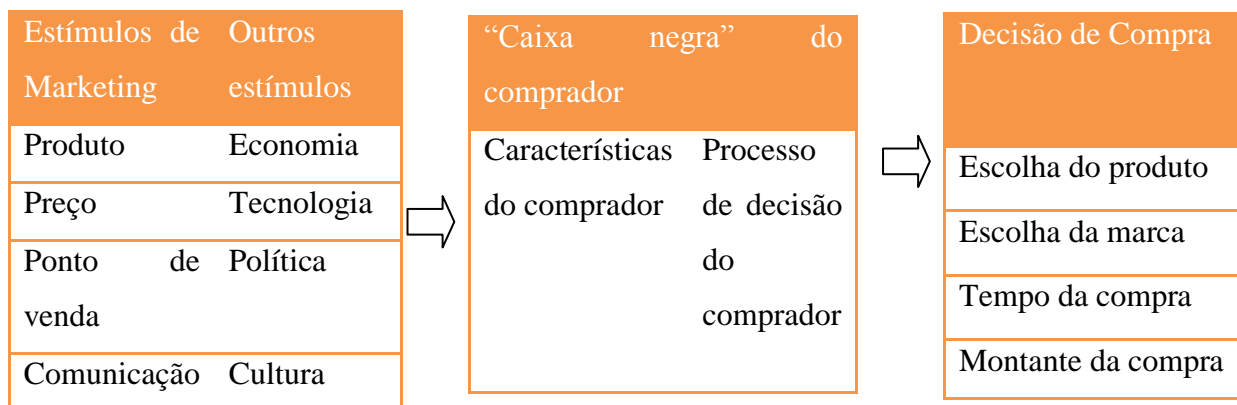 Estímulos de Marketing
Outros estímulos
Produto
Economia
Preço
Tecnologia
Ponto de venda
Política
Comunicação
Cultura
“Caixa negra” do
comprador
Características
do comprador
Processo
de decisão
do
comprador
Decisão de Compra
Escolha do produto
Escolha da marca
Tempo da compra
Montante da compra